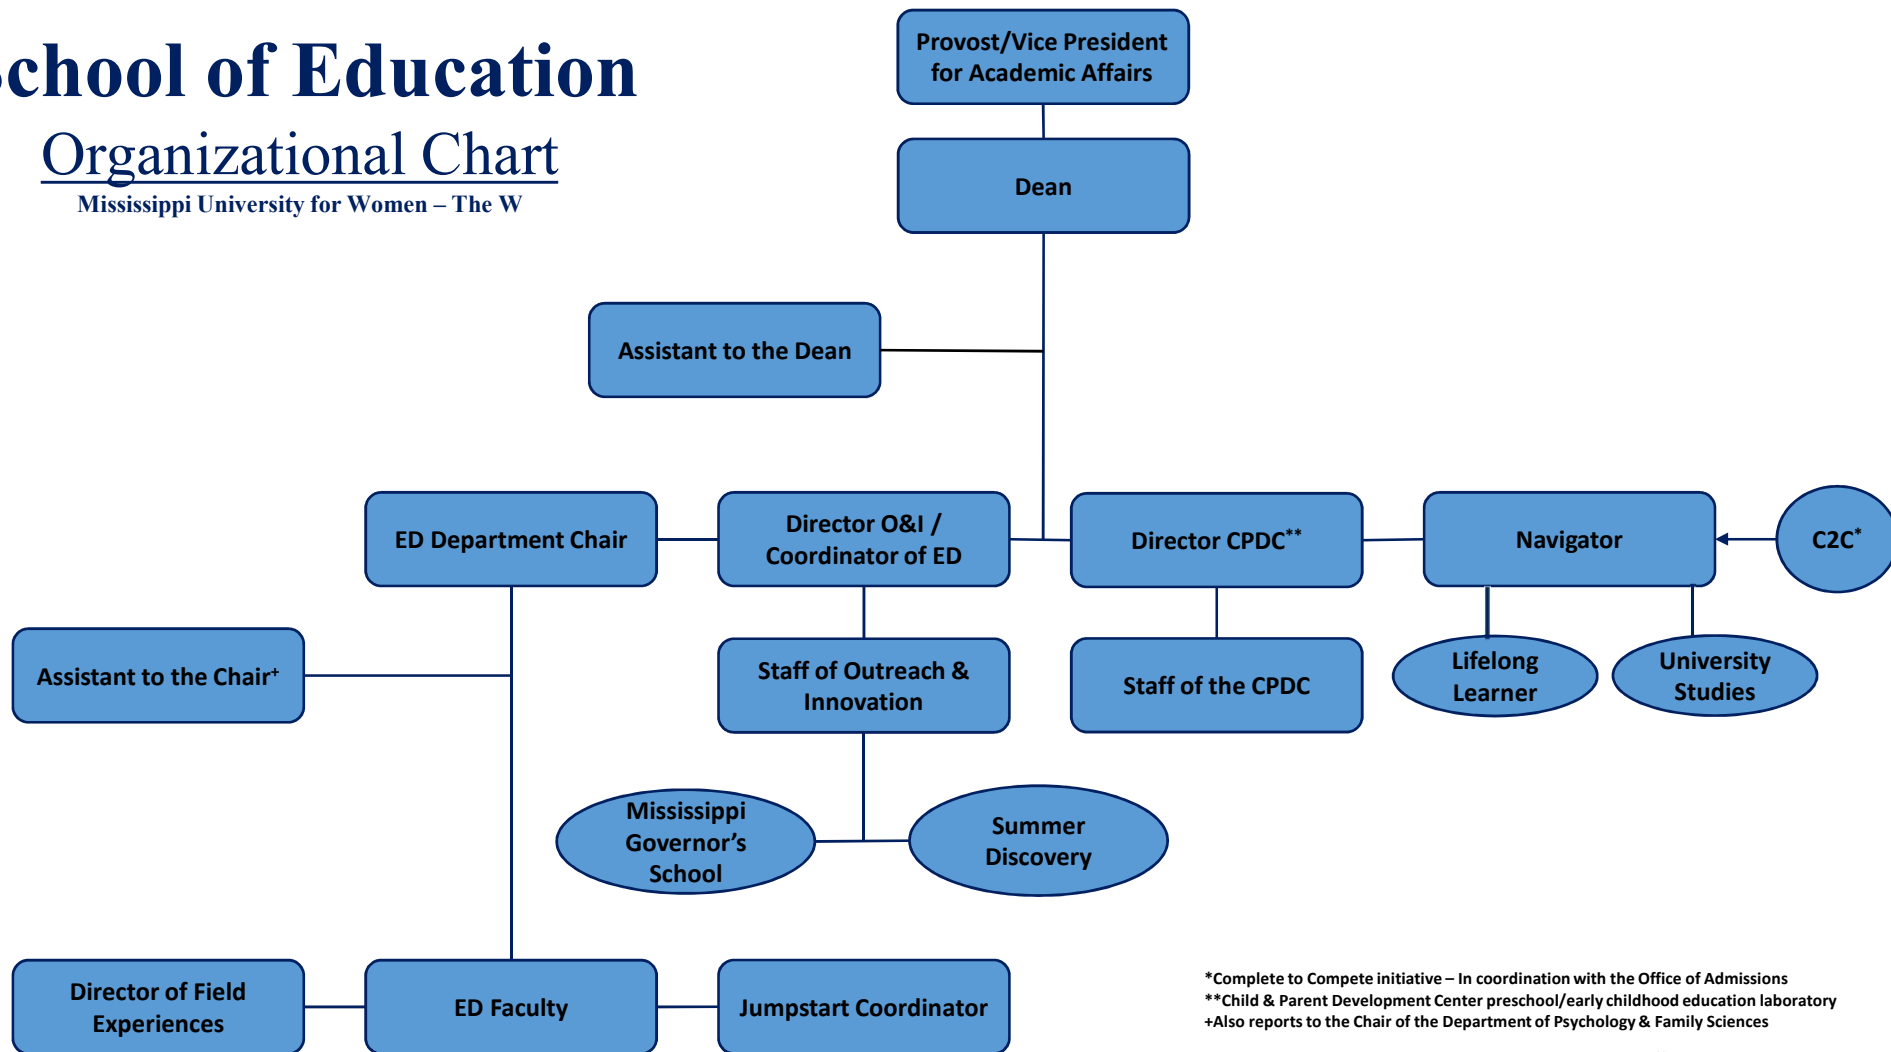 School of Education
Organizational Chart
Mississippi University for Women – The W
Provost/Vice President
for Academic Affairs
Dean
Assistant to the Dean
ED Department Chair
Director O&I /
Coordinator of ED
Director CPDC**
Navigator
C2C*
Assistant to the Chair+
Staff of Outreach &
Innovation
Staff of the CPDC
Lifelong
Learner
University
Studies
Mississippi
Governor’s
School
Summer
Discovery
Director of Field
Experiences
ED Faculty
Jumpstart Coordinator
*Complete to Compete initiative – In coordination with the Office of Admissions
**Child & Parent Development Center preschool/early childhood education laboratory
+Also reports to the Chair of the Department of Psychology & Family Sciences